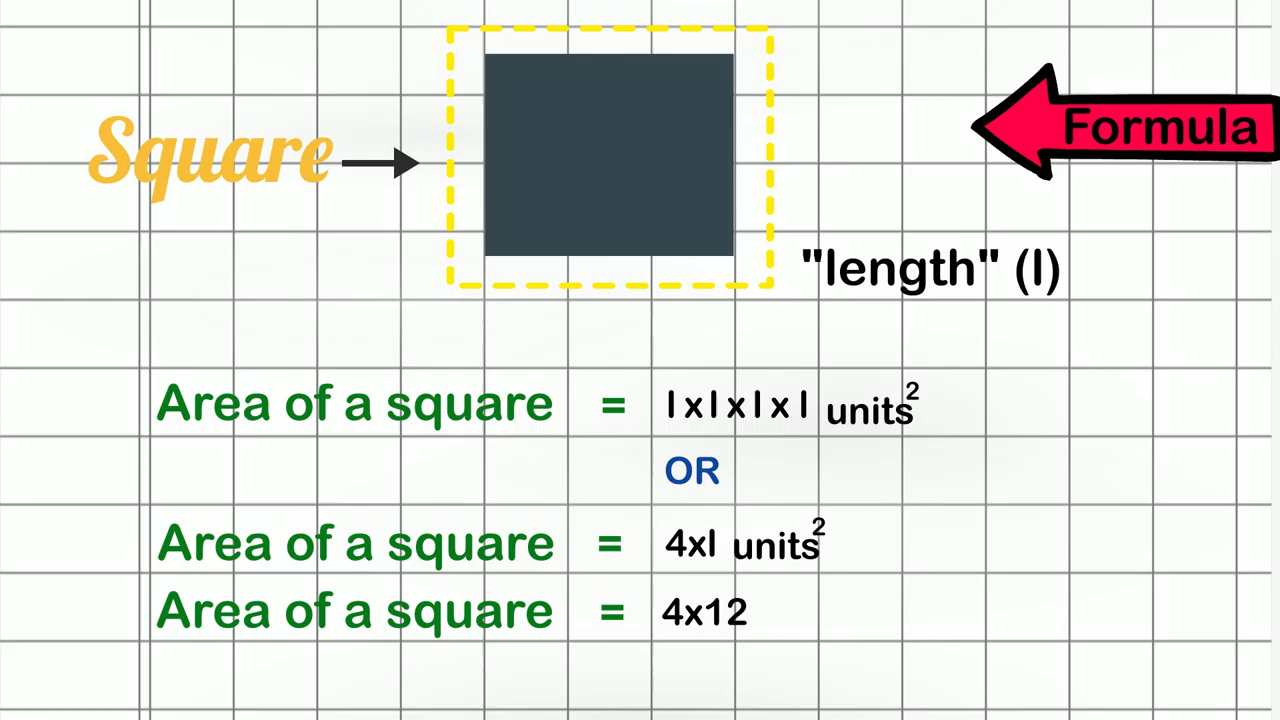 Formula
Square
"length" (l)
Area of a square = l x l x l x l units²
OR
Area of a square = 4xl units²
Area of a square = 4x12